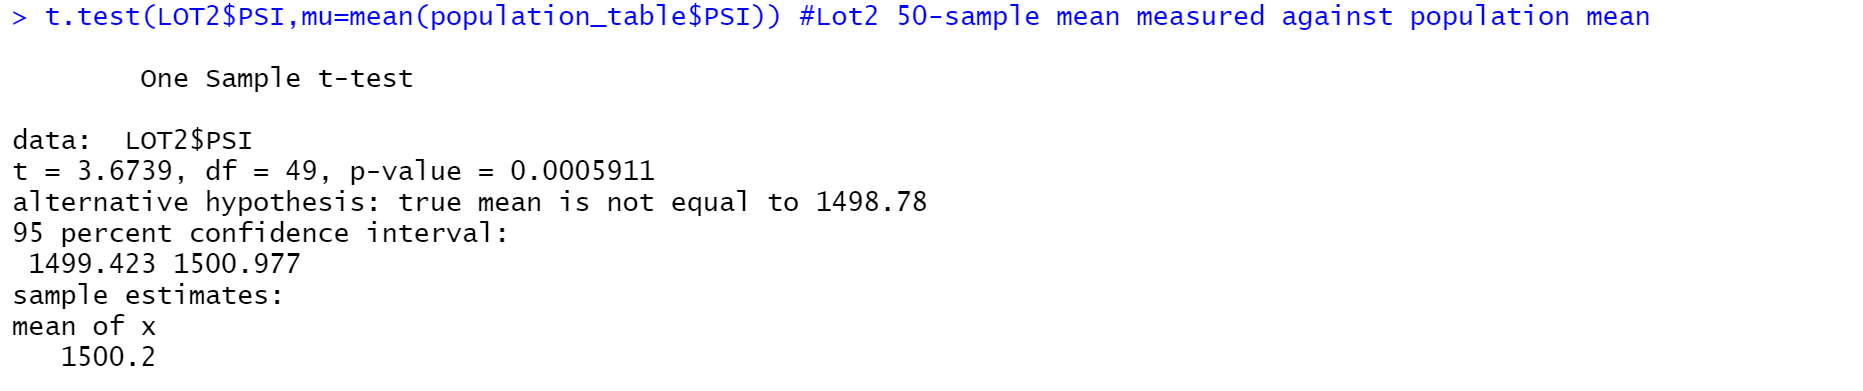 > t.test(LOT2$PSI,mu=mean(population_table$PSI)) #Lot2 50-sample mean measured against population mean
One Sample t-test
data:  LOT2$PSI
t = 3.6739, df = 49, p-value = 0.0005911
alternative hypothesis: true mean is not equal to 1498.78
95 percent confidence interval:
1499.423 1500.977
sample estimates:
mean of x
1500.2